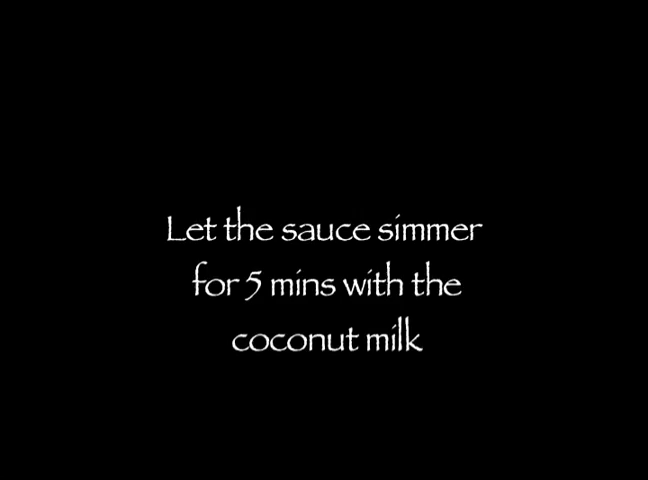 Let the sauce simmer
for 5 mins with the
coconut milk